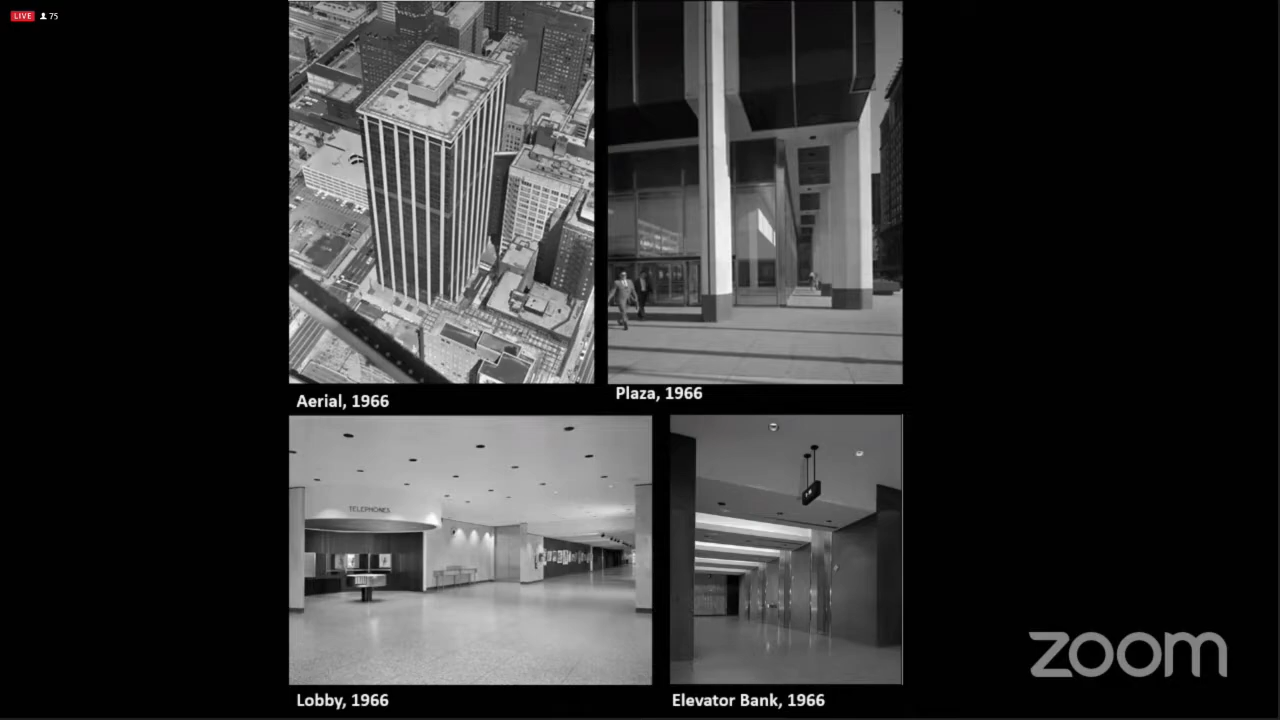 LIVE 75
Aerial, 1966
Plaza, 1966
TELEPHONES
Lobby, 1966
Elevator Bank, 1966
zoom